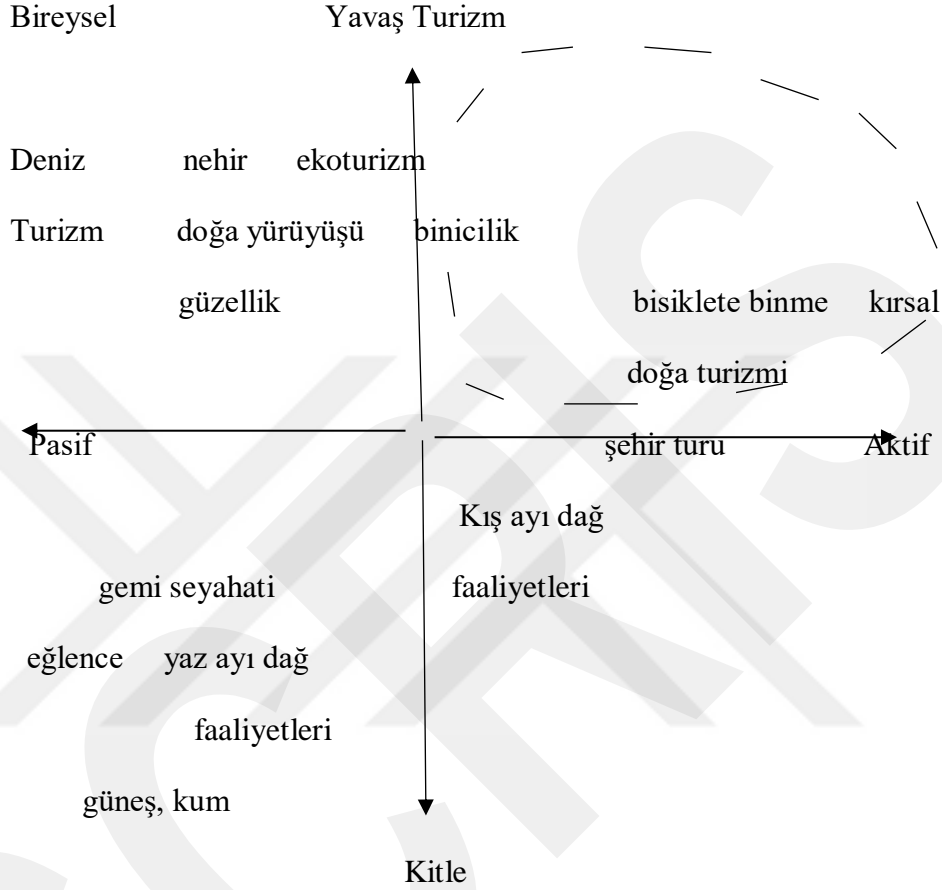 Bireysel Yavaş Turizm
Deniz nehir ekoturizm
Turizm doğa yürüyüşü binicilik
güzellik bisiklete binme kırsal
doğa turizmi
Pasif şehir turu Aktif
Kış ayı dağ
gemi seyahati faaliyetleri
eğlence yaz ayı dağ
faaliyetleri
güneş, kum
Kitle